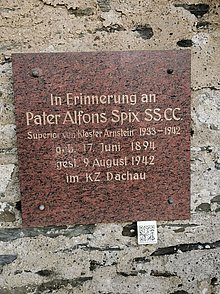 In Erinnerung an
Pater Alfons Spix SS.CC.
Superior von Kloster Arnstein 1933-1942
geb. 17. Juni 1894
gest. 9. August 1942
im KZ Dachau